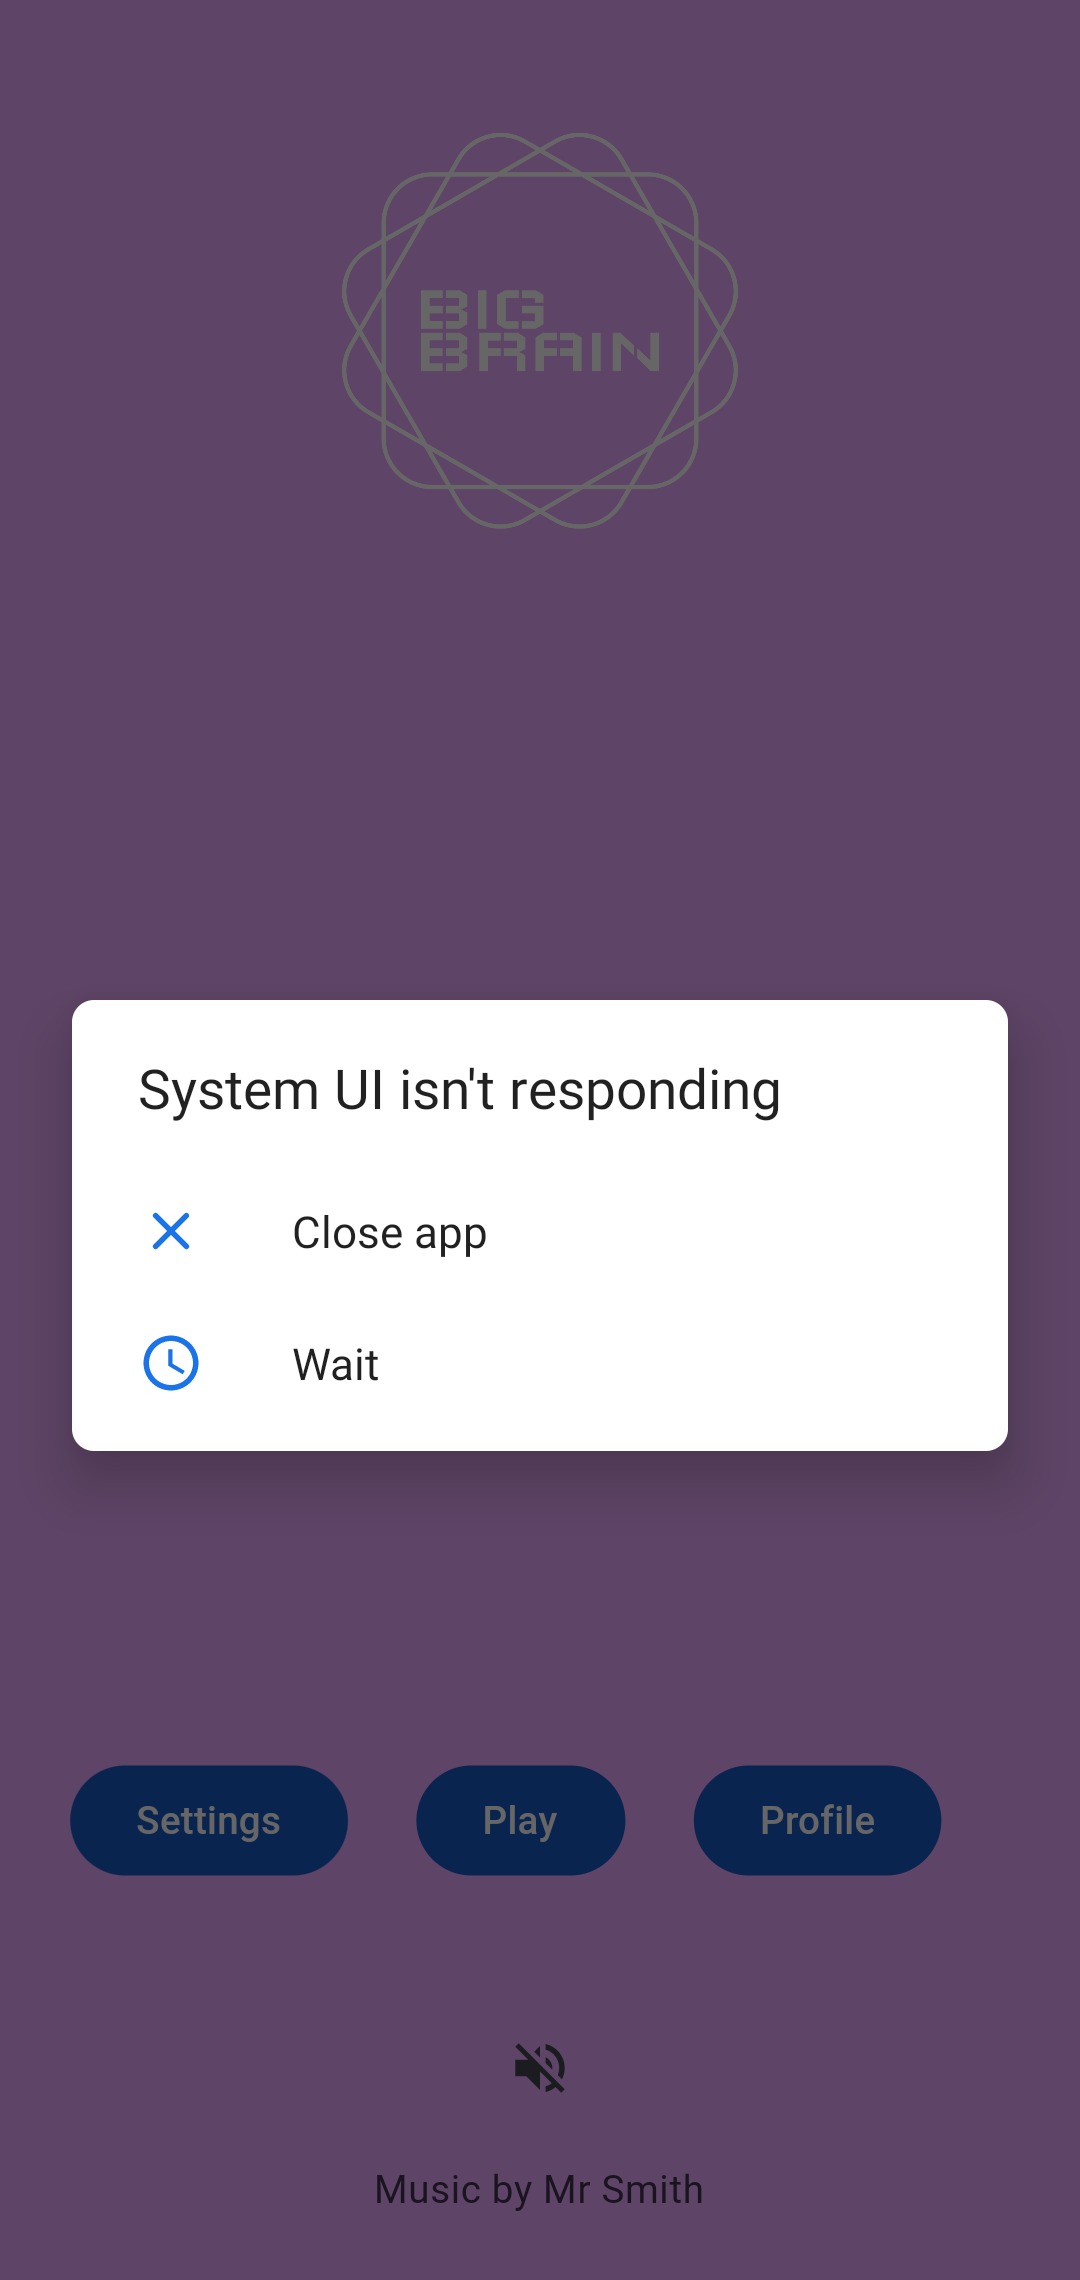 BIG
BRAIN
System UI isn't responding
Close app
Wait
Settings
Play
Profile
Music by Mr Smith